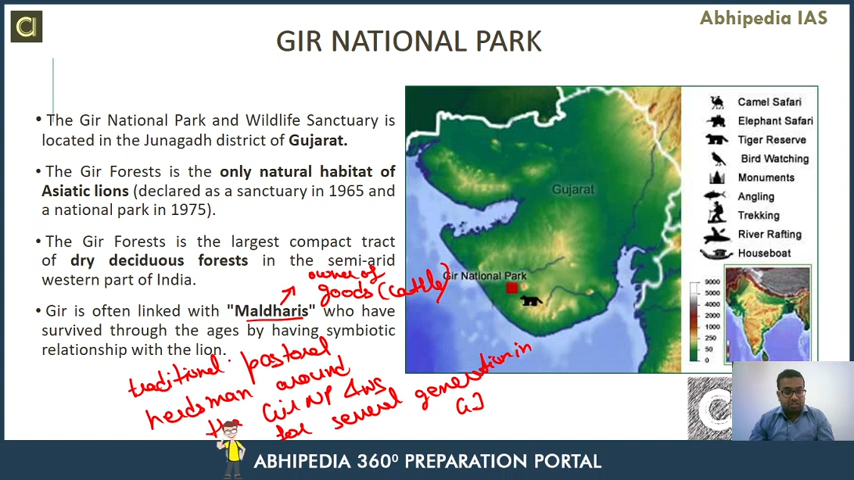 Abhipedia IAS
GIR NATIONAL PARK
• The Gir National Park and Wildlife Sanctuary is
located in the Junagadh district of Gujarat.
• The Gir Forests is the only natural habitat of
Asiatic lions (declared as a sanctuary in 1965 and
a national park in 1975).
• The Gir Forests is the largest compact tract
of dry deciduous forests in the semi-arid
western part of India.
• Gir is often linked with "Maldharis" who have
survived through the ages by having symbiotic
relationship with the lion.
owner of
goods (cattle)
traditional pastoral
herdsman around
the Gir NP & WS
for several generation in
GJ
Gujarat
Gir National Park
Camel Safari
Elephant Safari
Tiger Reserve
Bird Watching
Monuments
Angling
Trekking
River Rafting
Houseboat
9000
5000
4000
3000
2000
1000
250
0
ABHIPEDIA 360⁰ PREPARATION PORTAL